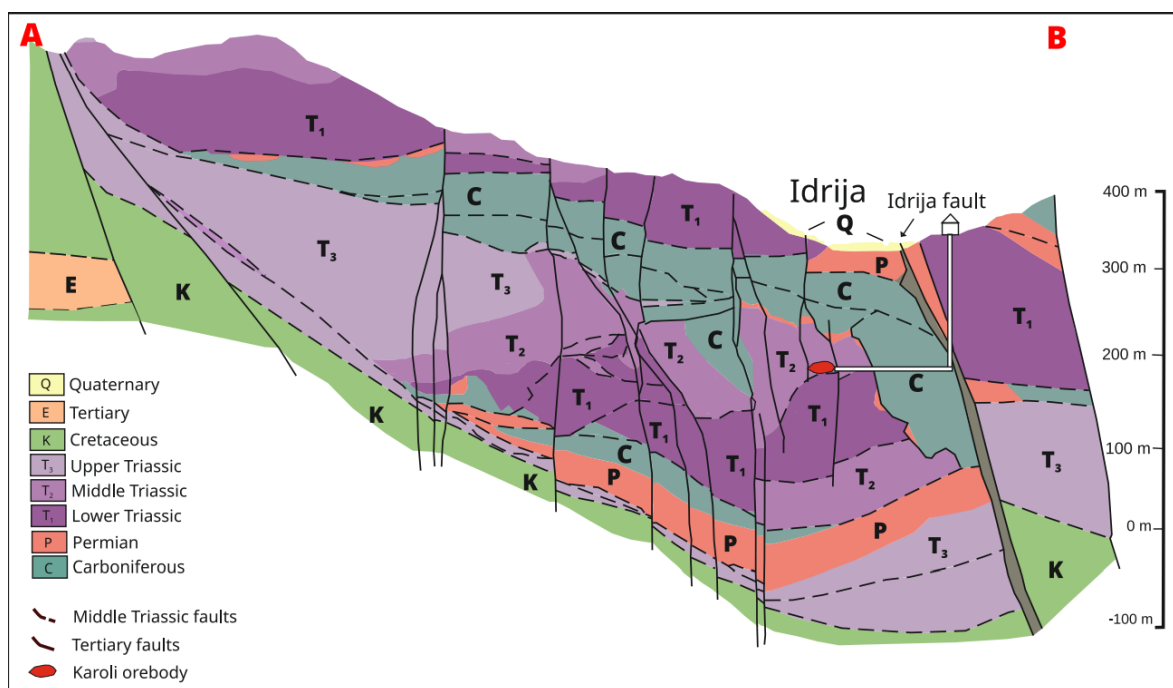 A
B
T₁
Idrija
Idrija fault
Q
400 m
C
T₁
C
P
300 m
T₃
T₃
C
T₁
E
K
T₂
T₂
C
T₂
C
200 m
T₁
T₁
K
T₁
C
T₁
T₂
T₃
100 m
K
P
P
P
T₃
0 m
K
-100 m
Q Quaternary
E Tertiary
K Cretaceous
T₃ Upper Triassic
T₂ Middle Triassic
T₁ Lower Triassic
P Permian
C Carboniferous
Middle Triassic faults
Tertiary faults
Karoli orebody